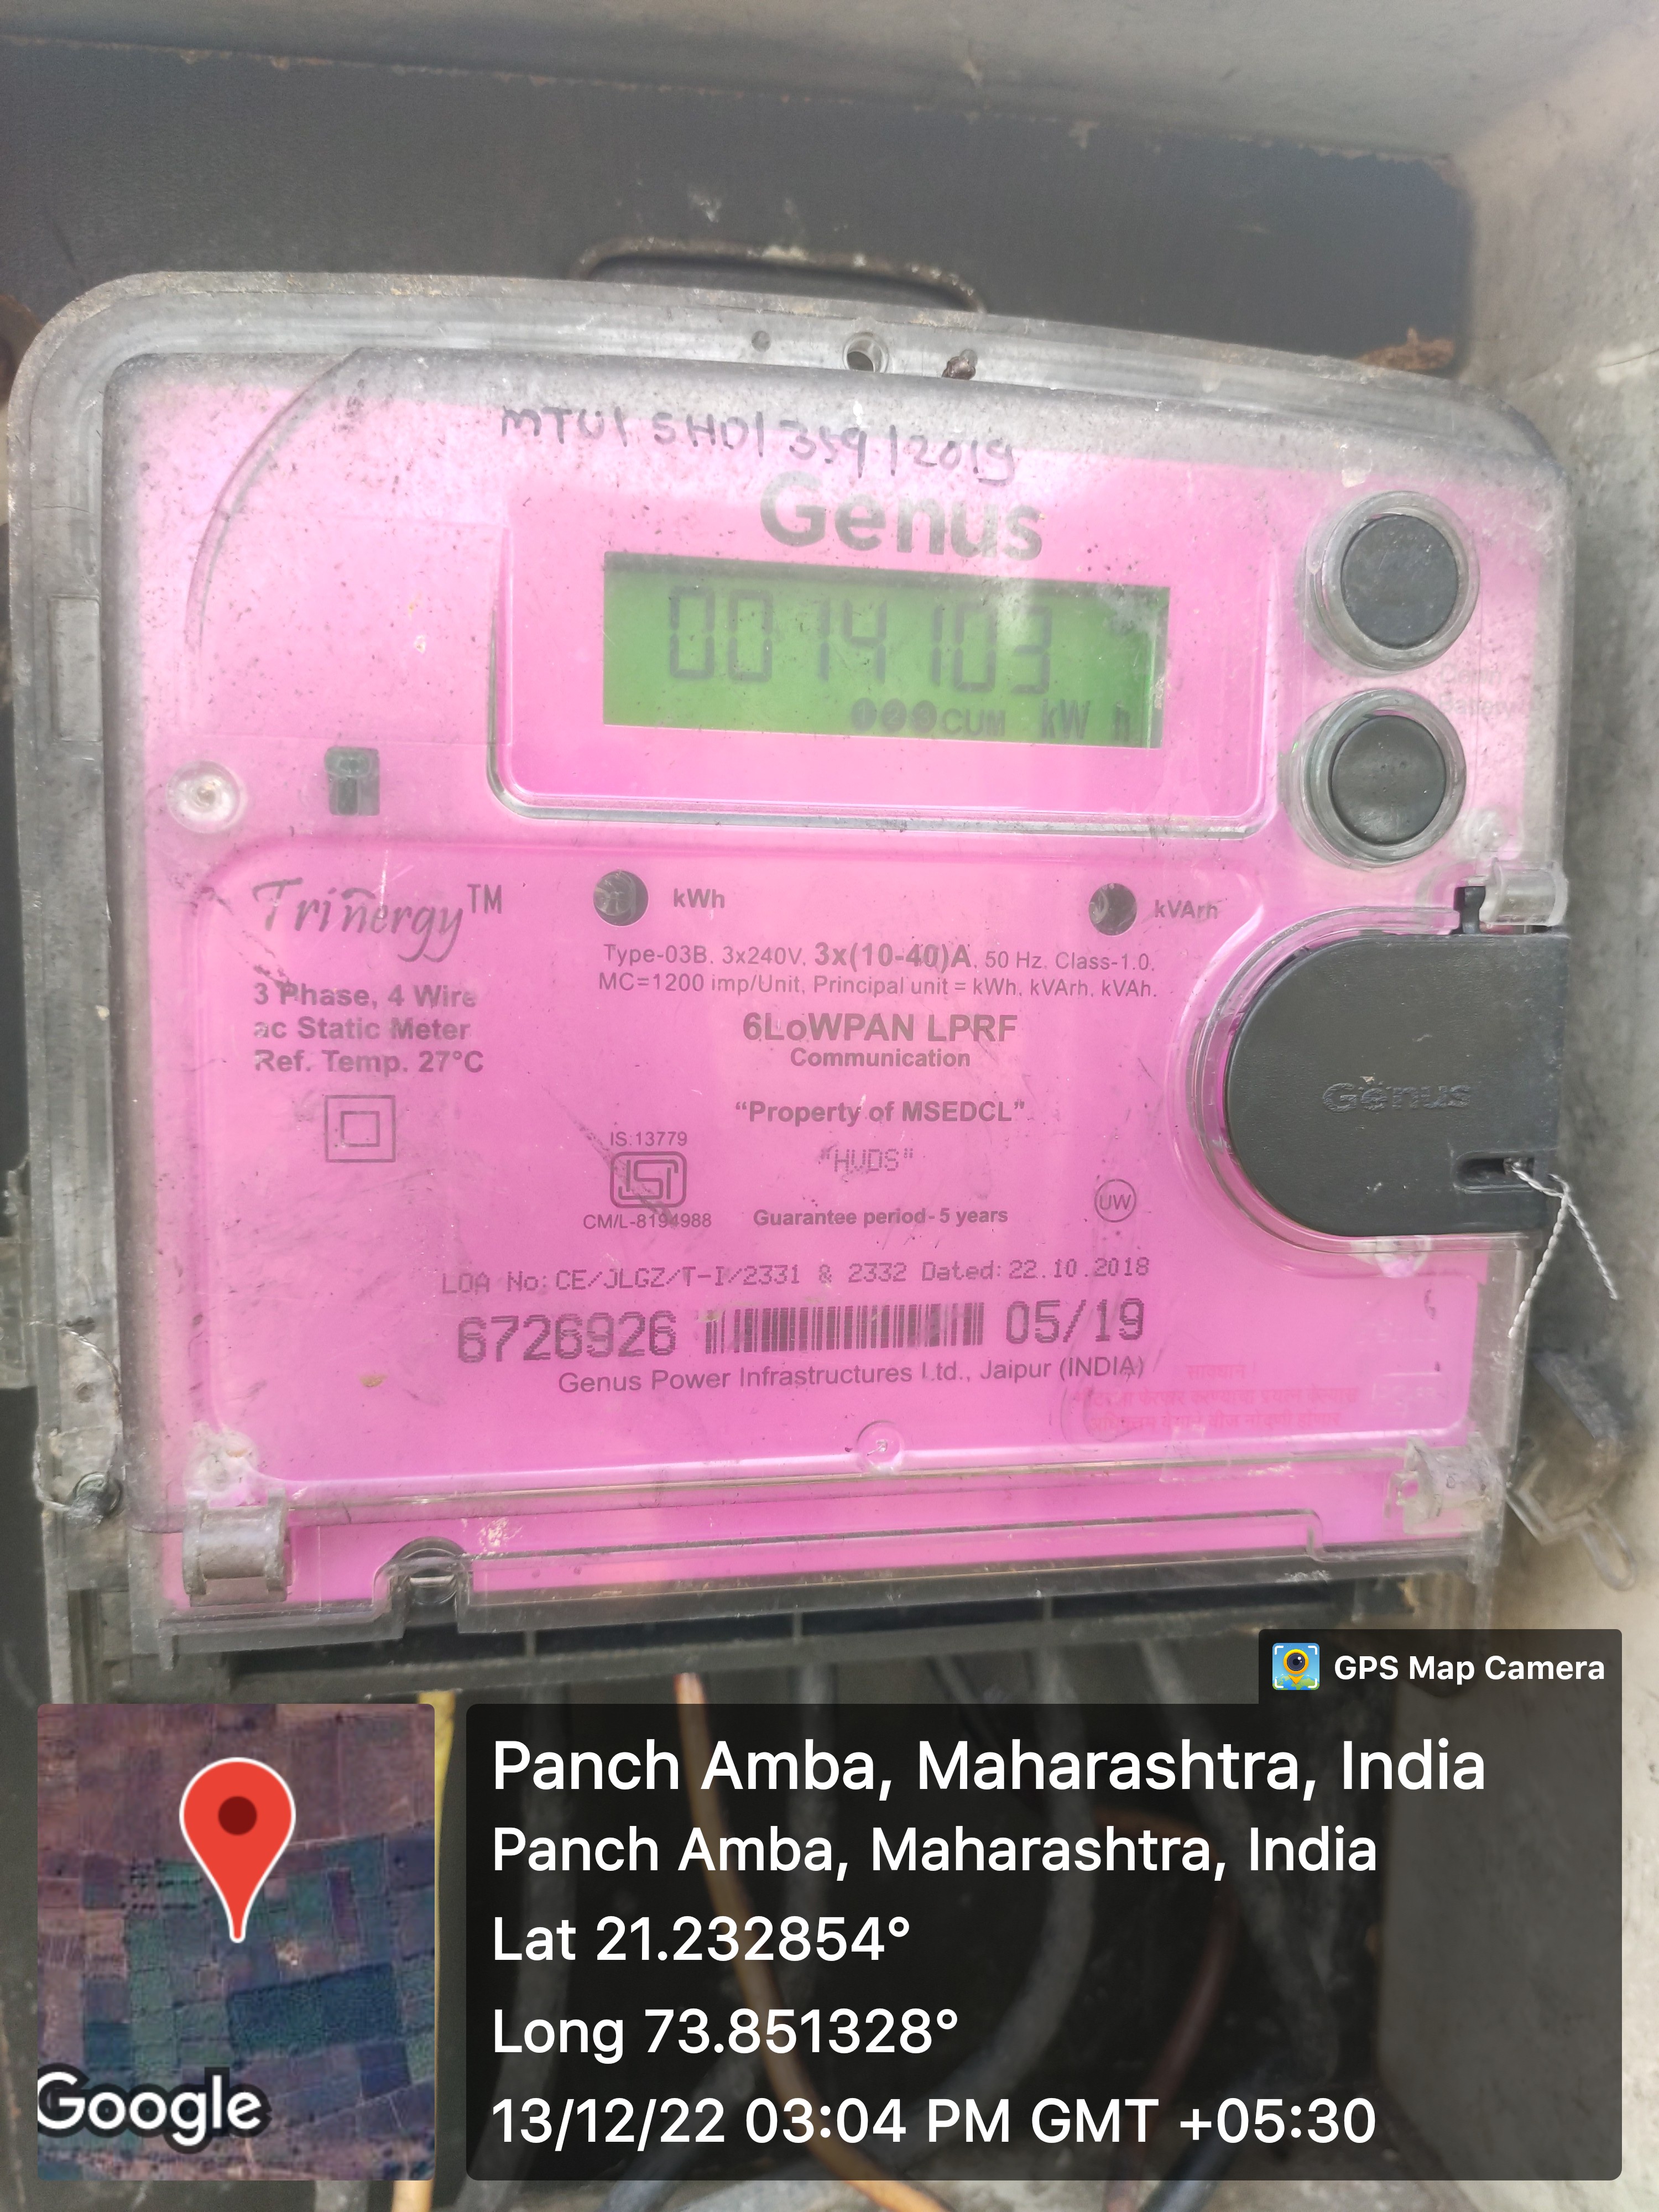 MTU/SHD/359/2019
Genus
0014103
123CUM kWh
Trinergy™
kWh
kVArh
Type-03B, 3x240V, 3x(10-40)A, 50 Hz, Class-1.0,
MC=1200 imp/Unit, Principal unit = kWh, kVArh, kVAh.
3 Phase, 4 Wire
ac Static Meter
Ref. Temp. 27°C
6LoWPAN LPRF
Communication
Genus
"Property of MSEDCL"
IS:13779
"HVDS"
UW
CM/L-8194988
Guarantee period- 5 years
LOA No: CE/JLGZ/T-I/2331 & 2332 Dated: 22.10.2018
6726926 05/19
Genus Power Infrastructures Ltd., Jaipur (INDIA)
सावधान!
GPS Map Camera
Panch Amba, Maharashtra, India
Panch Amba, Maharashtra, India
Lat 21.232854°
Long 73.851328°
13/12/22 03:04 PM GMT +05:30
Google